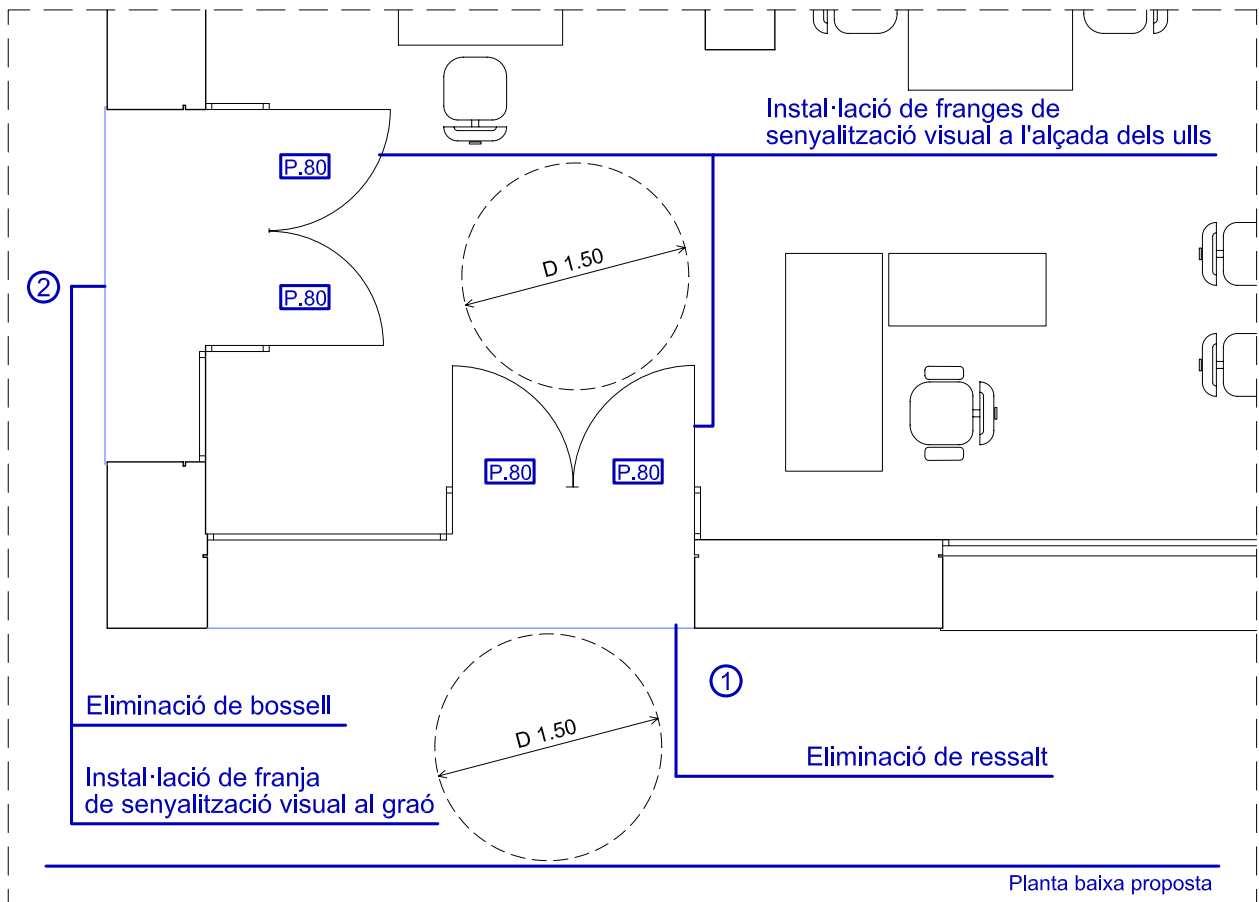 Instal·lació de franges de
senyalització visual a l'alçada dels ulls
P.80
D 1.50
2
P.80
P.80
P.80
1
Eliminació de bossell
D 1.50
Eliminació de ressalt
Instal·lació de franja
de senyalització visual al graó
Planta baixa proposta